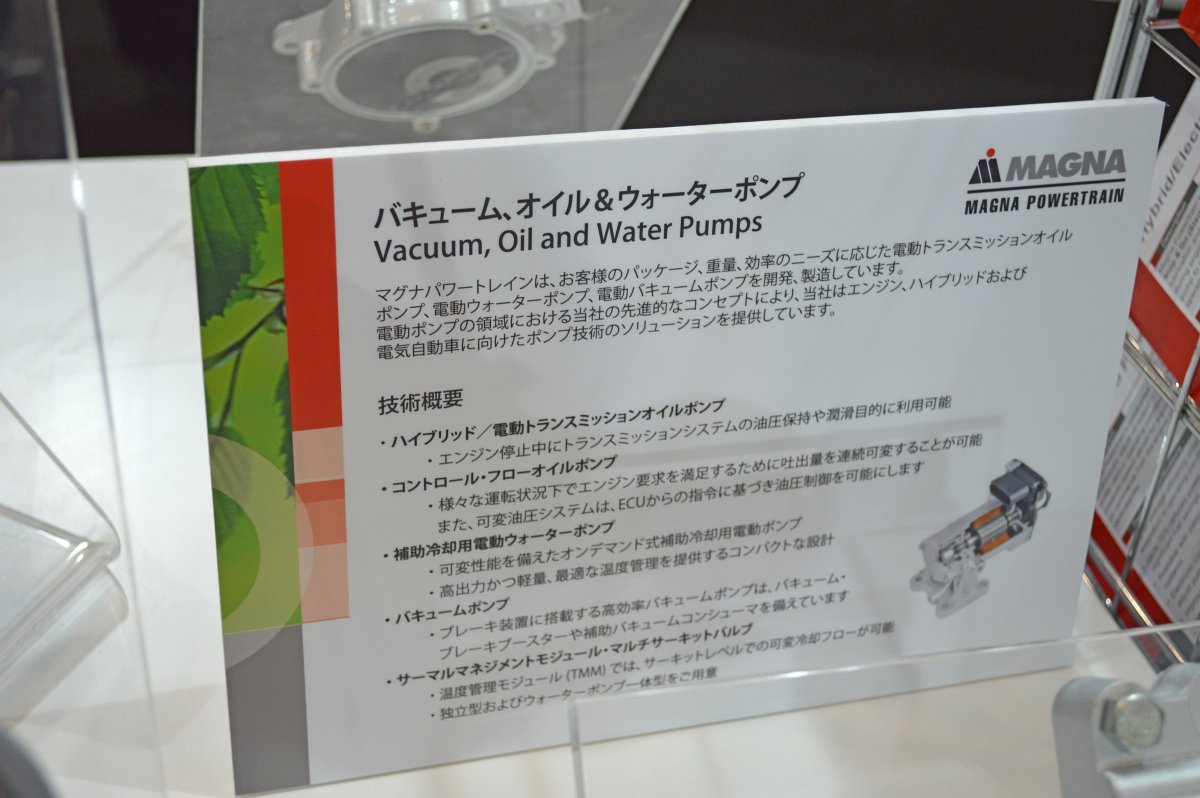 MAGNA
MAGNA POWERTRAIN
バキューム、オイル&ウォーターポンプ
Vacuum, Oil and Water Pumps
マグナパワートレインは、お客様のパッケージ、重量、効率のニーズに応じた電動トランスミッションオイル
ポンプ、電動ウォーターポンプ、電動バキュームポンプを開発、製造しています。
電動ポンプの領域における当社の先進的なコンセプトにより、当社はエンジン、ハイブリッドおよび
電気自動車に向けたポンプ技術のソリューションを提供しています。
技術概要
・ハイブリッド/電動トランスミッションオイルポンプ
・エンジン停止中にトランスミッションシステムの油圧保持や潤滑目的に利用可能
・コントロール・フローオイルポンプ
・様々な運転状況下でエンジン要求を満足するために吐出量を連続可変することが可能
また、可変油圧システムは、ECUからの指令に基づき油圧制御を可能にします
・補助冷却用電動ウォーターポンプ
・可変性能を備えたオンデマンド式補助冷却用電動ポンプ
・高出力かつ軽量、最適な温度管理を提供するコンパクトな設計
・バキュームポンプ
・ブレーキ装置に搭載する高効率バキュームポンプは、バキューム・
ブレーキブースターや補助バキュームコンシューマを備えています
・サーマルマネジメントモジュール・マルチサーキットバルブ
・温度管理モジュール (TMM) では、サーキットレベルでの可変冷却フローが可能
・独立型およびウォーターポンプ一体型をご用意